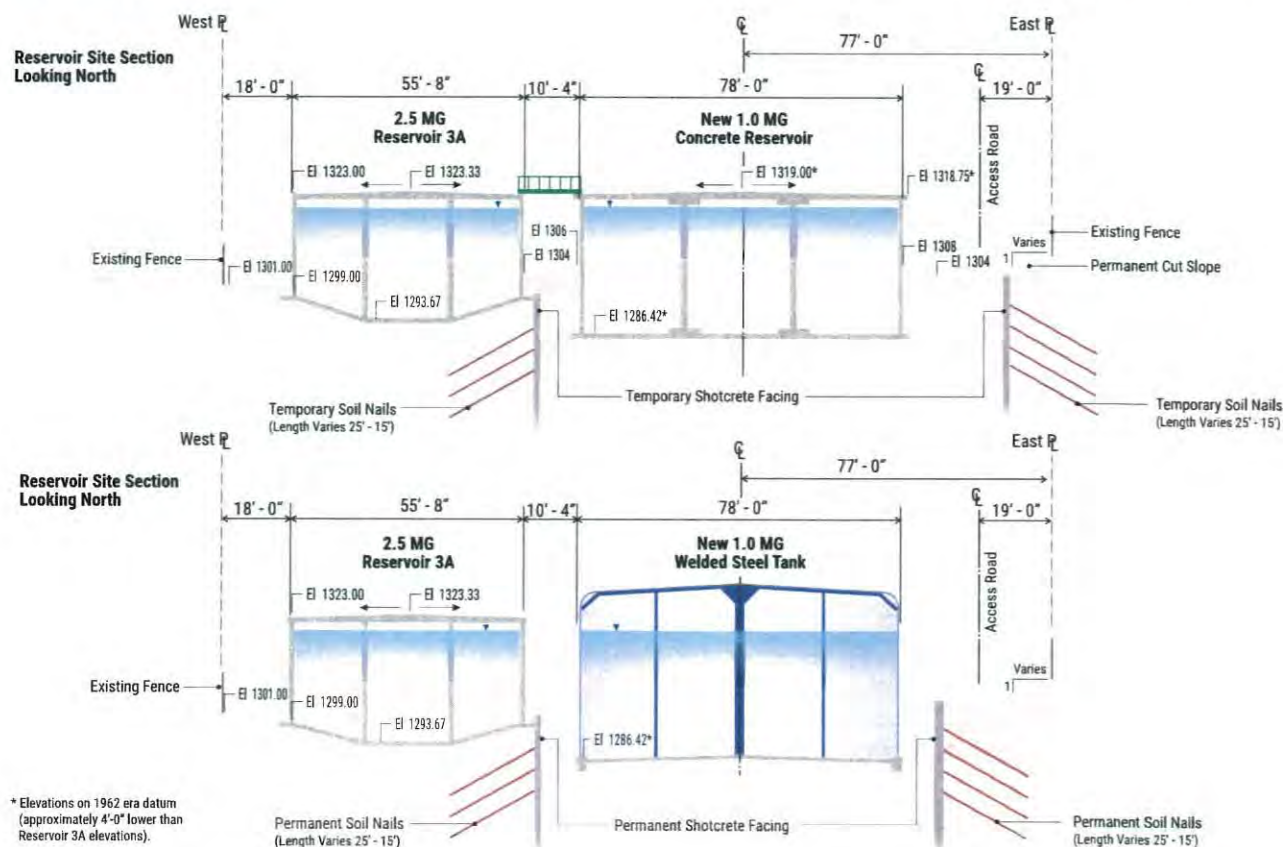 West ℄
℄
East ℄
77' - 0"
Reservoir Site Section
Looking North
℄
18' - 0"
55' - 8"
10' - 4"
78' - 0"
19' - 0"
2.5 MG
Reservoir 3A
New 1.0 MG
Concrete Reservoir
Access Road
El 1323.00
El 1323.33
El 1319.00*
El 1318.75*
El 1306
El 1304
El 1308
El 1304
Varies
1
Existing Fence
El 1301.00
El 1299.00
El 1293.67
El 1286.42*
Existing Fence
Permanent Cut Slope
Temporary Soil Nails
(Length Varies 25' - 15')
Temporary Shotcrete Facing
Temporary Soil Nails
(Length Varies 25' - 15')
West ℄
℄
East ℄
77' - 0"
Reservoir Site Section
Looking North
℄
18' - 0"
55' - 8"
10' - 4"
78' - 0"
19' - 0"
2.5 MG
Reservoir 3A
New 1.0 MG
Welded Steel Tank
Access Road
El 1323.00
El 1323.33
Varies
1
Existing Fence
El 1301.00
El 1299.00
El 1293.67
El 1286.42*
* Elevations on 1962 era datum
(approximately 4'-0" lower than
Reservoir 3A elevations).
Permanent Soil Nails
(Length Varies 25' - 15')
Permanent Shotcrete Facing
Permanent Soil Nails
(Length Varies 25' - 15')